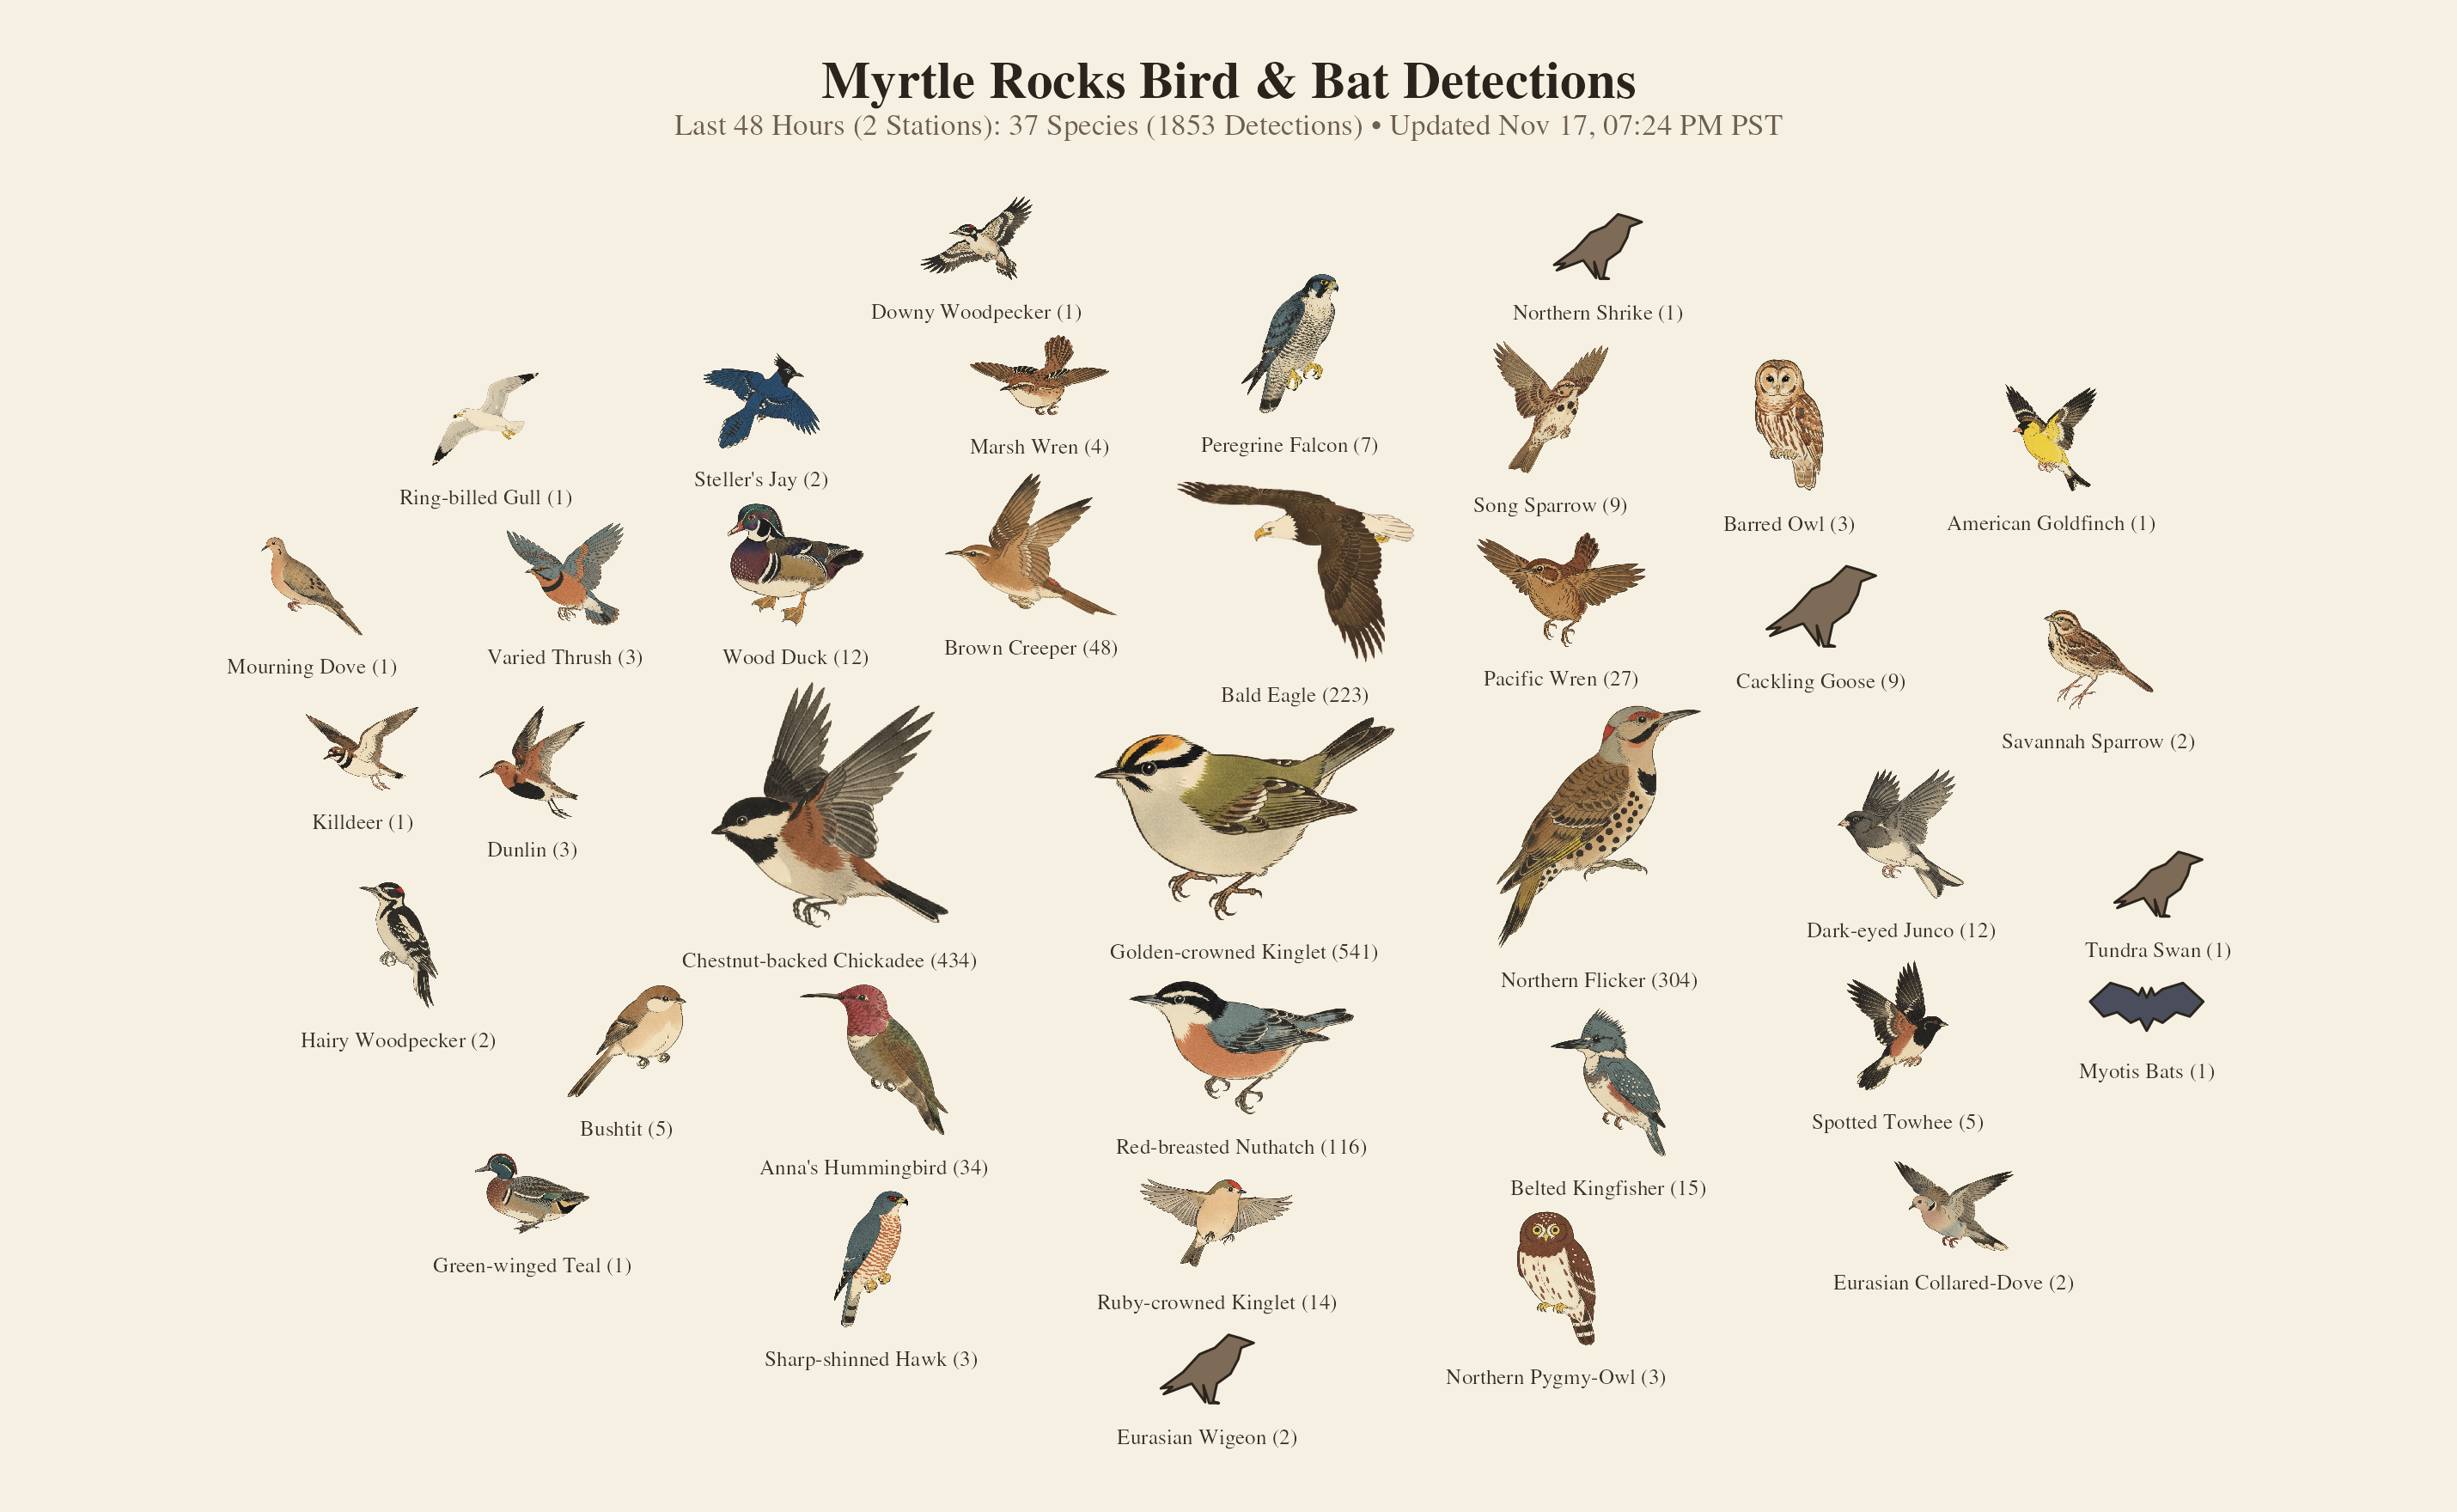 Myrtle Rocks Bird & Bat Detections
Last 48 Hours (2 Stations): 37 Species (1853 Detections) • Updated Nov 17, 07:24 PM PST
Downy Woodpecker (1)
Northern Shrike (1)
Marsh Wren (4)
Peregrine Falcon (7)
Steller's Jay (2)
Ring-billed Gull (1)
Song Sparrow (9)
Barred Owl (3)
American Goldfinch (1)
Mourning Dove (1)
Varied Thrush (3)
Wood Duck (12)
Brown Creeper (48)
Bald Eagle (223)
Pacific Wren (27)
Cackling Goose (9)
Savannah Sparrow (2)
Killdeer (1)
Dunlin (3)
Chestnut-backed Chickadee (434)
Golden-crowned Kinglet (541)
Northern Flicker (304)
Dark-eyed Junco (12)
Tundra Swan (1)
Hairy Woodpecker (2)
Myotis Bats (1)
Bushtit (5)
Anna's Hummingbird (34)
Red-breasted Nuthatch (116)
Belted Kingfisher (15)
Spotted Towhee (5)
Green-winged Teal (1)
Sharp-shinned Hawk (3)
Ruby-crowned Kinglet (14)
Northern Pygmy-Owl (3)
Eurasian Collared-Dove (2)
Eurasian Wigeon (2)